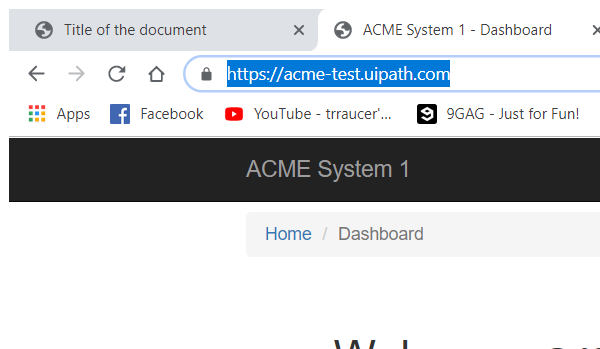 Title of the document
ACME System 1 - Dashboard
https://acme-test.uipath.com
Apps Facebook YouTube - trraucer'... 9GAG - Just for Fun!
ACME System 1
Home / Dashboard